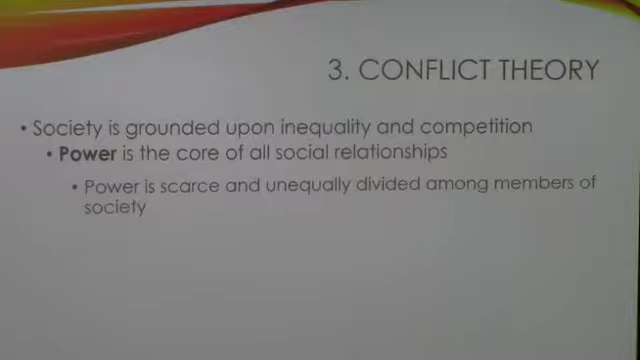 3. CONFLICT THEORY
• Society is grounded upon inequality and competition
• Power is the core of all social relationships
• Power is scarce and unequally divided among members of
society